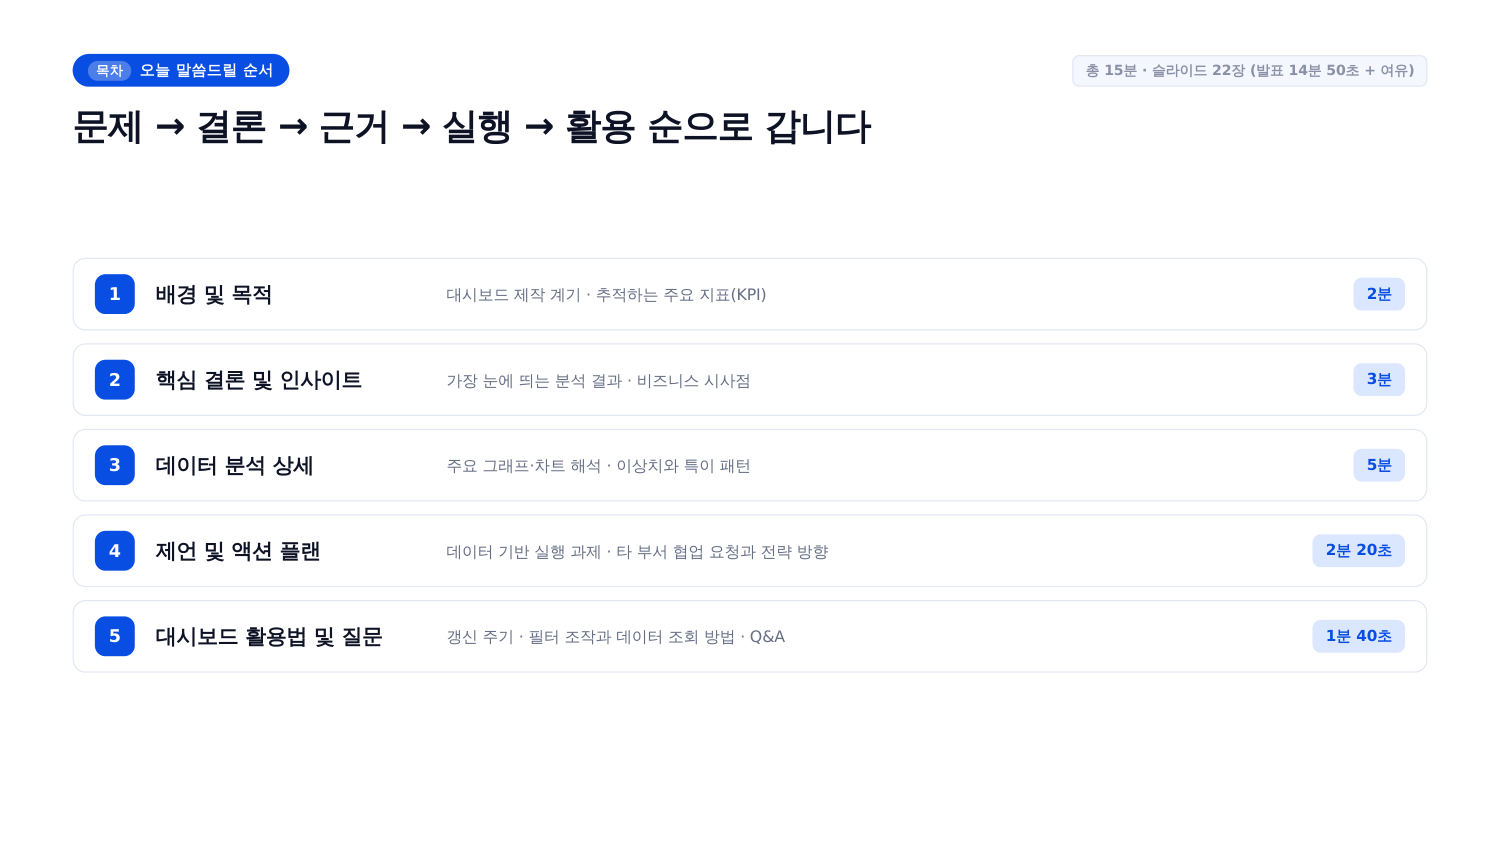 목차 오늘 말씀드릴 순서
총 15분 · 슬라이드 22장 (발표 14분 50초 + 여유)
문제 → 결론 → 근거 → 실행 → 활용 순으로 갑니다
1 배경 및 목적 대시보드 제작 계기 · 추적하는 주요 지표(KPI) 2분
2 핵심 결론 및 인사이트 가장 눈에 띄는 분석 결과 · 비즈니스 시사점 3분
3 데이터 분석 상세 주요 그래프·차트 해석 · 이상치와 특이 패턴 5분
4 제언 및 액션 플랜 데이터 기반 실행 과제 · 타 부서 협업 요청과 전략 방향 2분 20초
5 대시보드 활용법 및 질문 갱신 주기 · 필터 조작과 데이터 조회 방법 · Q&A 1분 40초